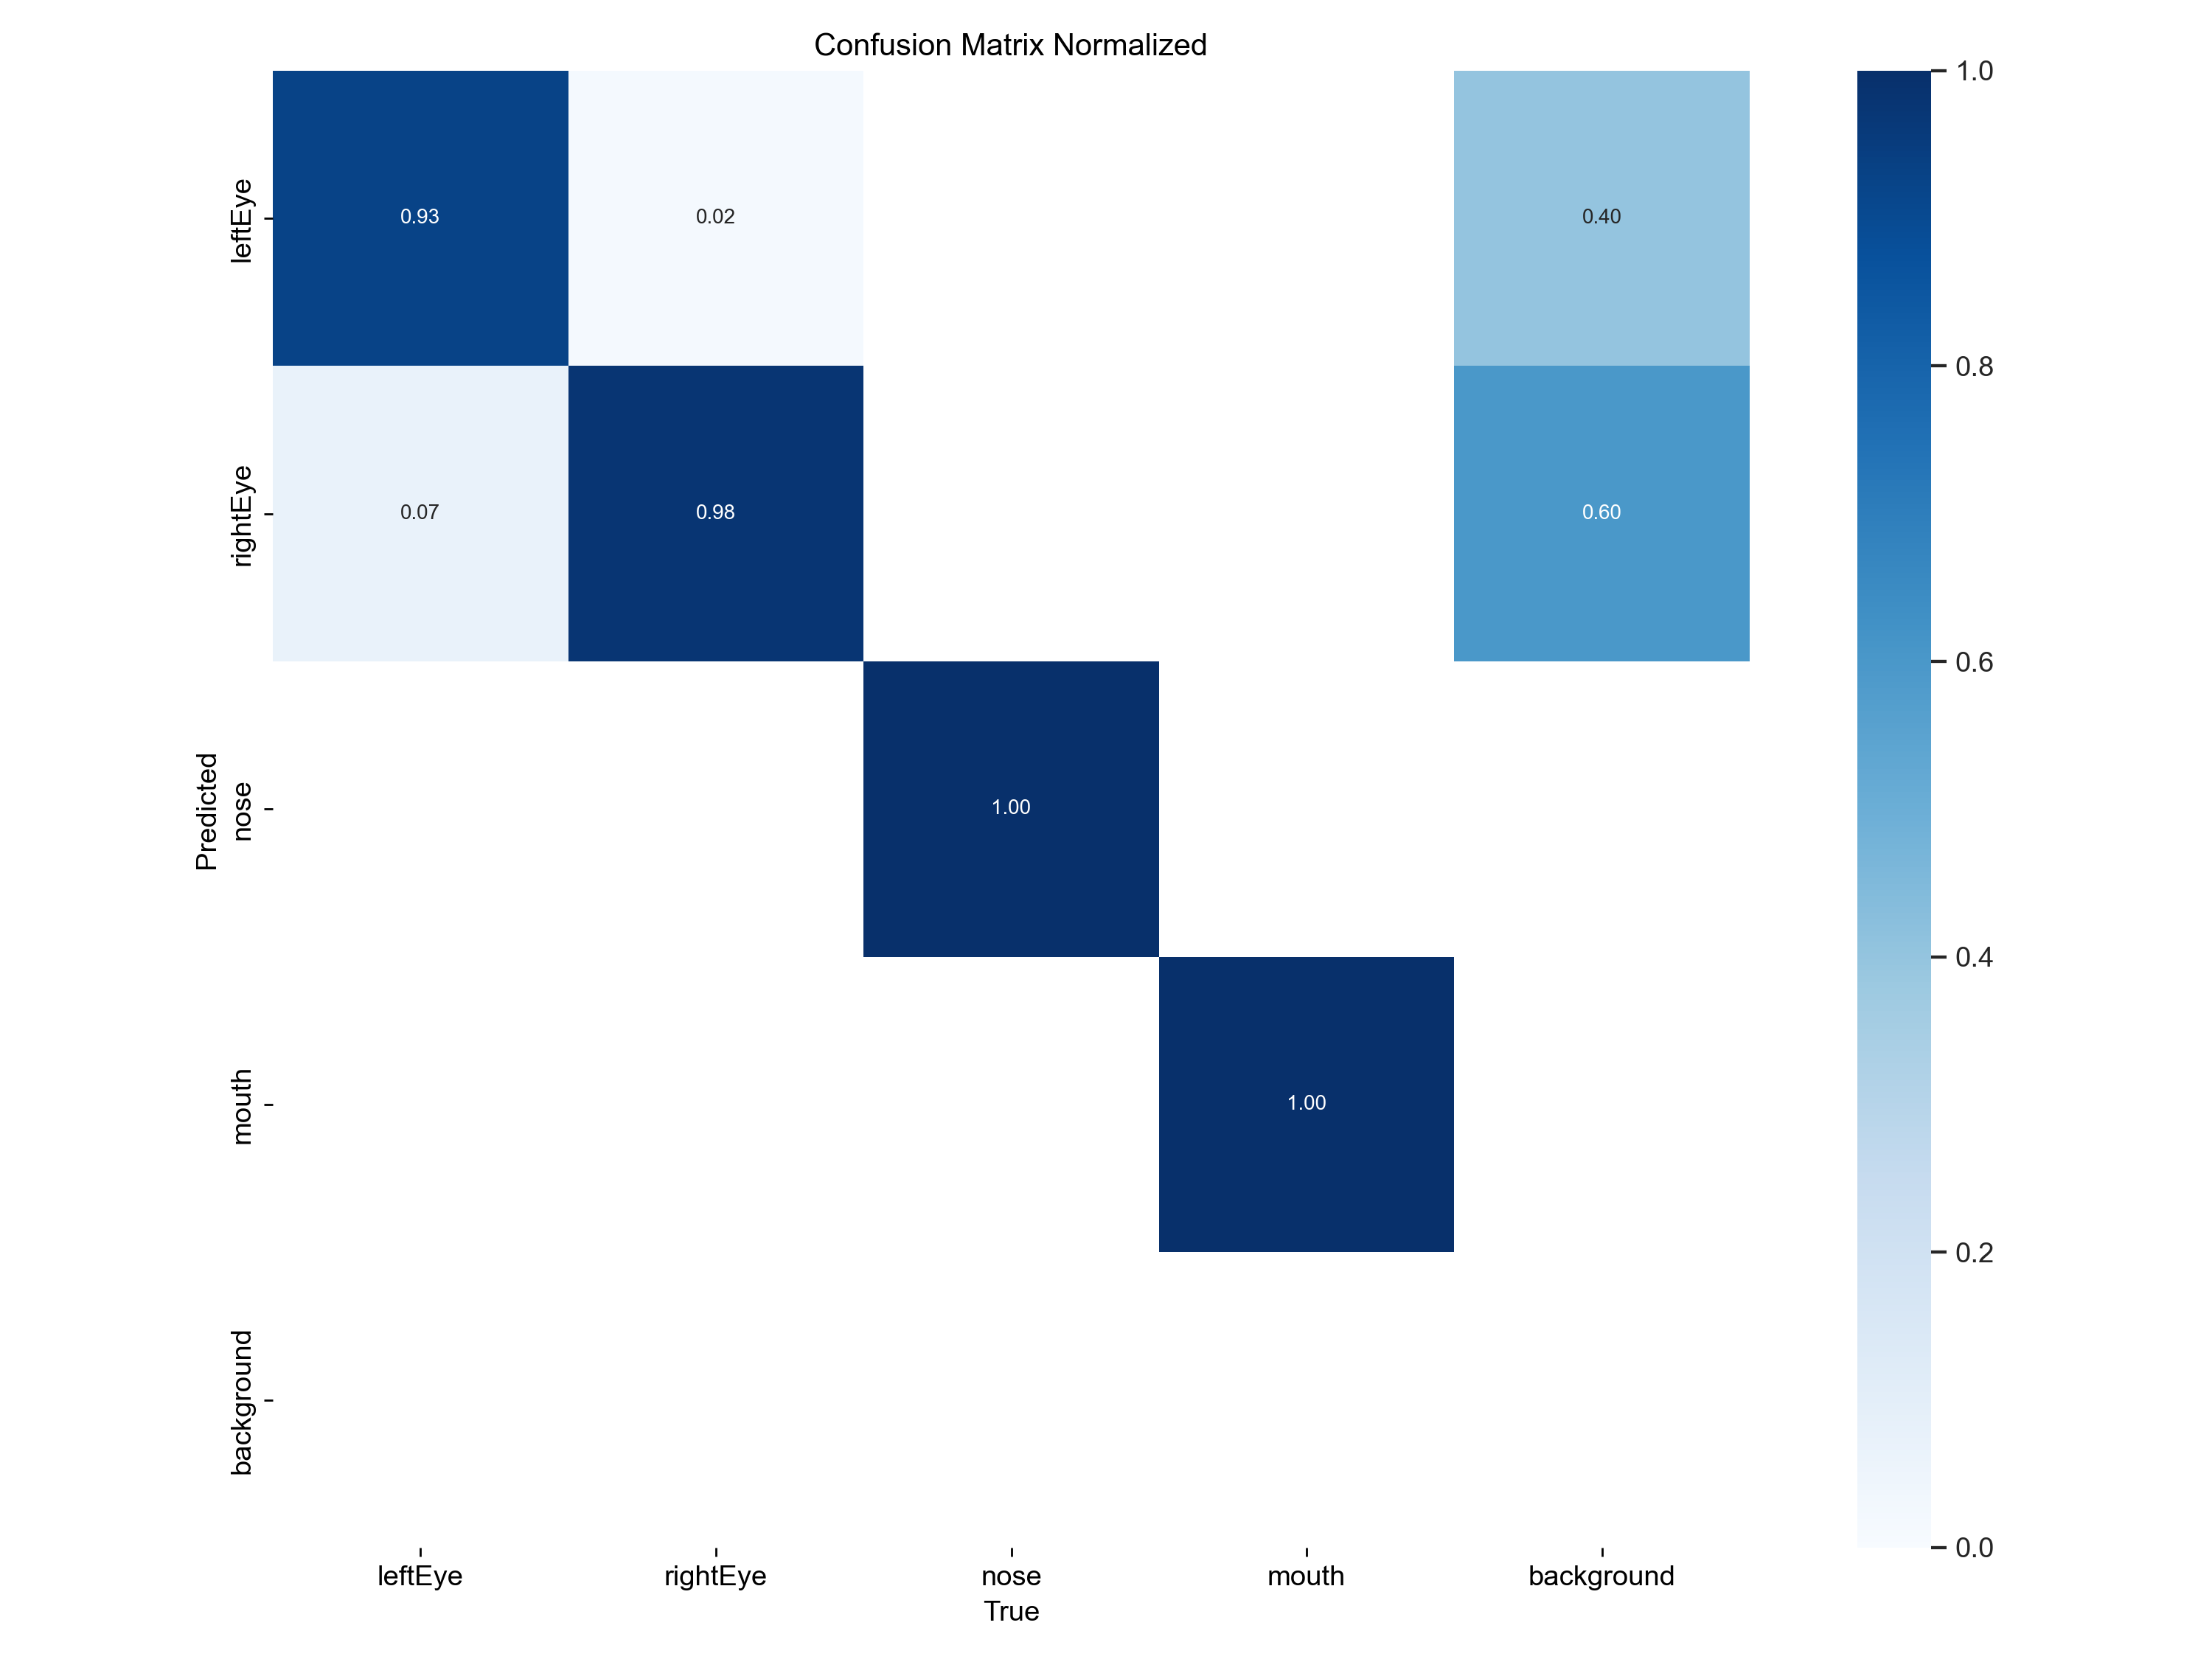 Confusion Matrix Normalized
leftEye
0.93
0.02
0.40
rightEye
0.07
0.98
0.60
Predicted
nose
1.00
mouth
1.00
background
leftEye
rightEye
nose
mouth
background
True
1.0
0.8
0.6
0.4
0.2
0.0